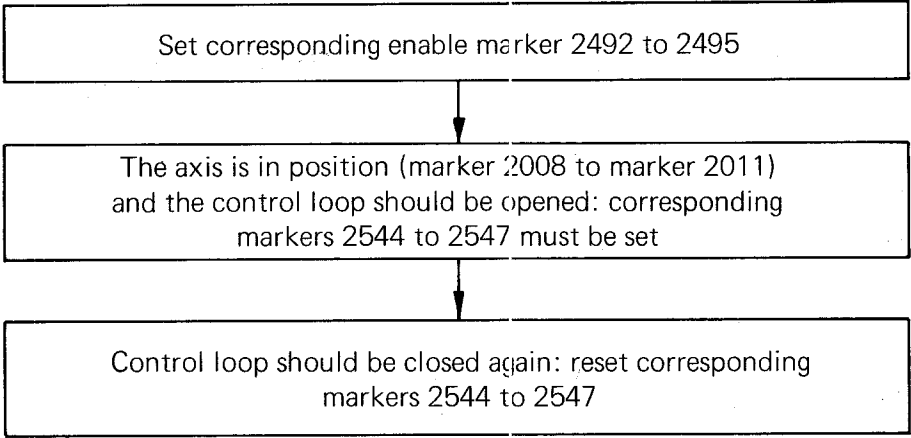 Set corresponding enable marker 2492 to 2495
The axis is in position (marker 2008 to marker 2011)
and the control loop should be opened: corresponding
markers 2544 to 2547 must be set
Control loop should be closed again: reset corresponding
markers 2544 to 2547